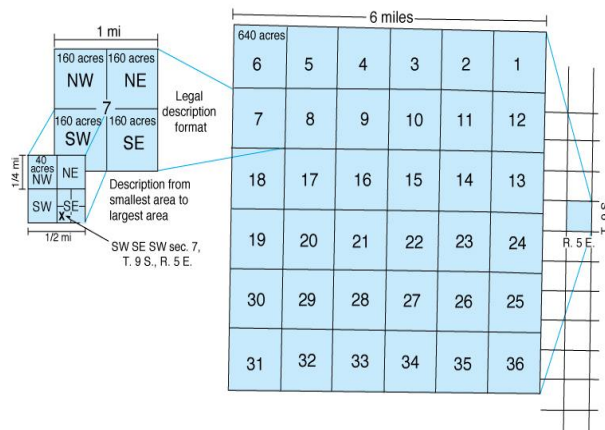 1 mi
160 acres 160 acres
NW NE
7
160 acres 160 acres
SW SE
1/4 mi
40
acres
NW NE
SW SE
X
1/2 mi
Legal
description
format
Description from
smallest area to
largest area
SW SE SW sec. 7,
T. 9 S., R. 5 E.
6 miles
640 acres
6 5 4 3 2 1
7 8 9 10 11 12
18 17 16 15 14 13
19 20 21 22 23 24
30 29 28 27 26 25
31 32 33 34 35 36
T. 9 S.
R. 5 E.